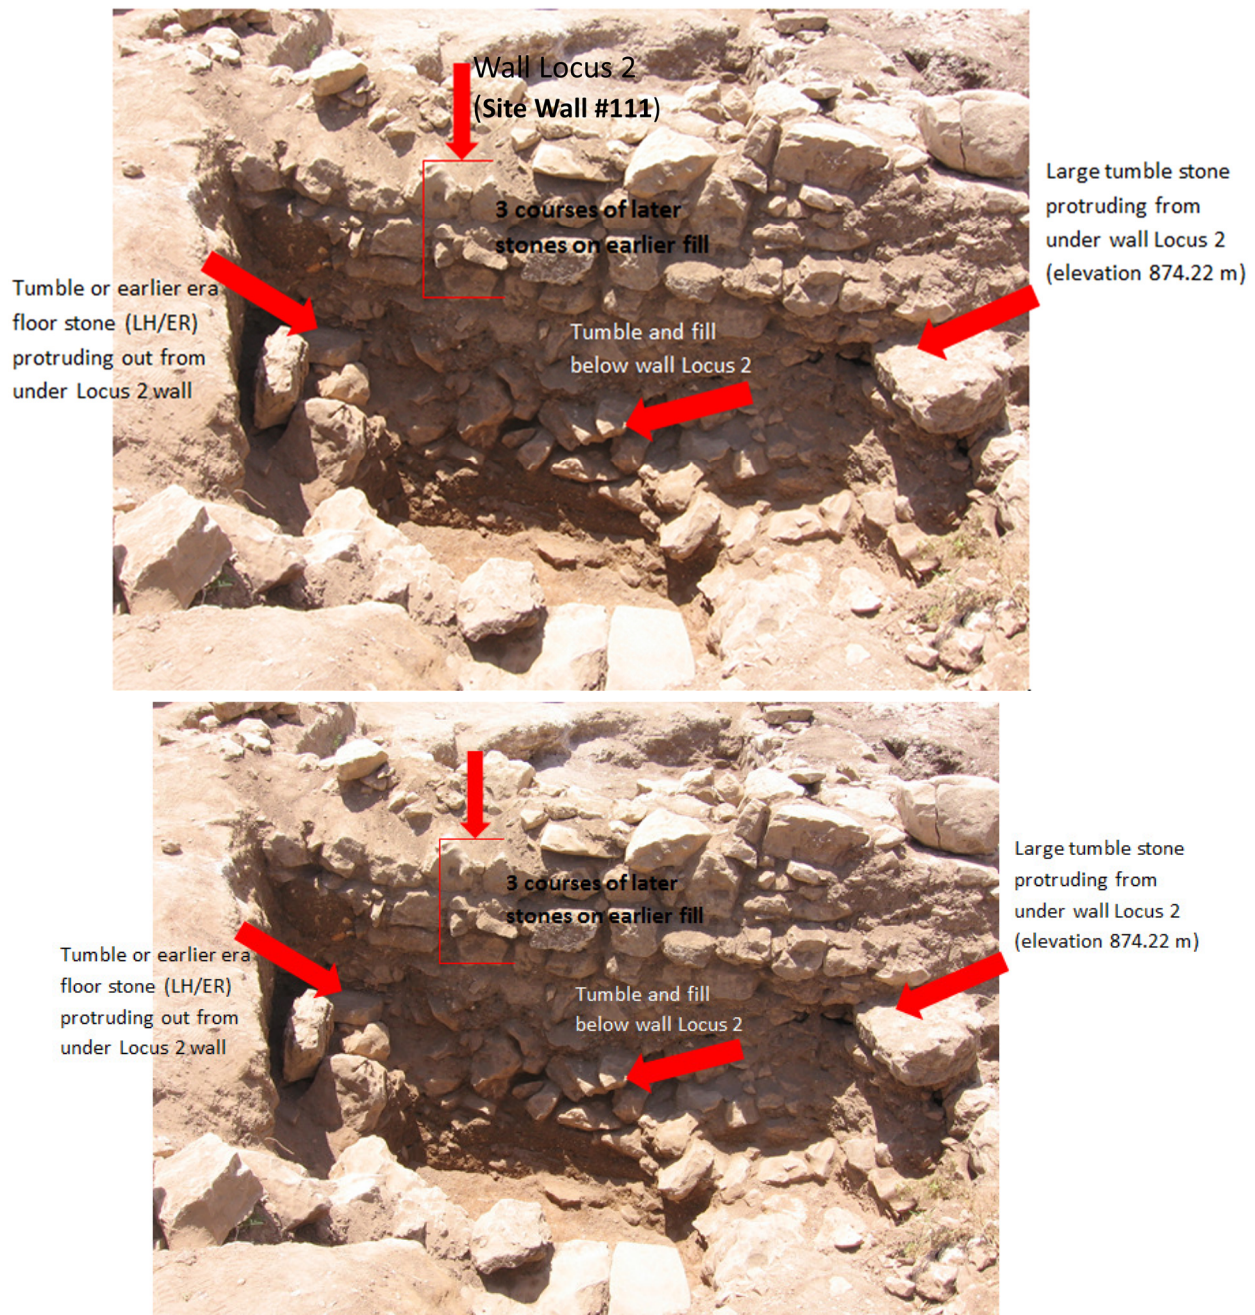 Wall Locus 2
(Site Wall #111)
3 courses of later
stones on earlier fill
Large tumble stone
protruding from
under wall Locus 2
(elevation 874.22 m)
Tumble or earlier era
floor stone (LH/ER)
protruding out from
under Locus 2 wall
Tumble and fill
below wall Locus 2
3 courses of later
stones on earlier fill
Large tumble stone
protruding from
under wall Locus 2
(elevation 874.22 m)
Tumble or earlier era
floor stone (LH/ER)
protruding out from
under Locus 2 wall
Tumble and fill
below wall Locus 2